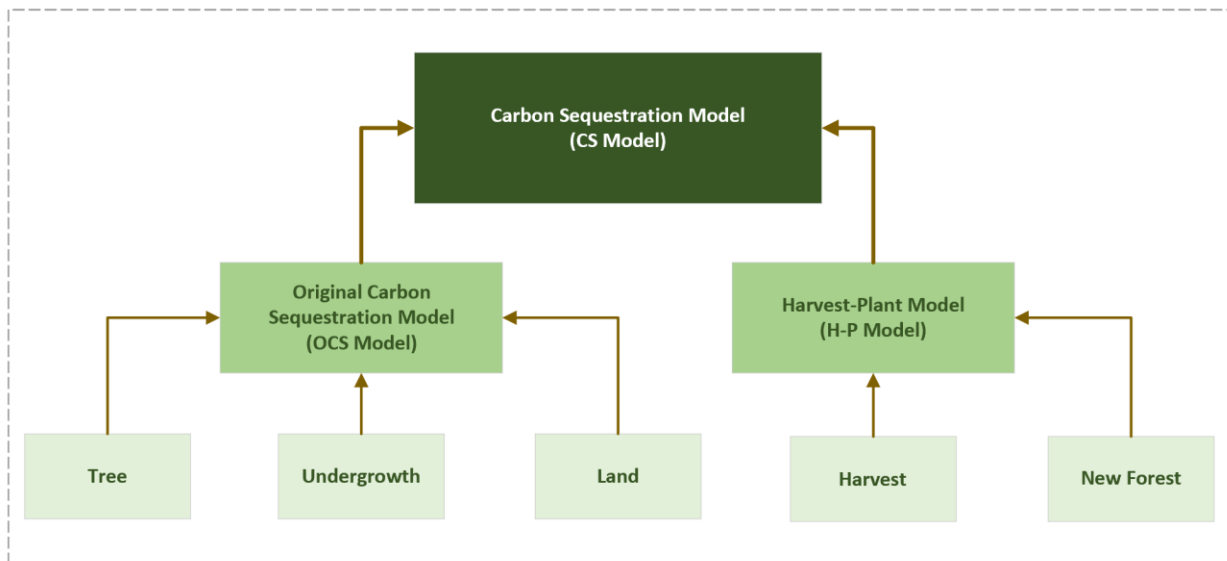 Carbon Sequestration Model
(CS Model)
Original Carbon
Sequestration Model
(OCS Model)
Harvest-Plant Model
(H-P Model)
Tree
Undergrowth
Land
Harvest
New Forest